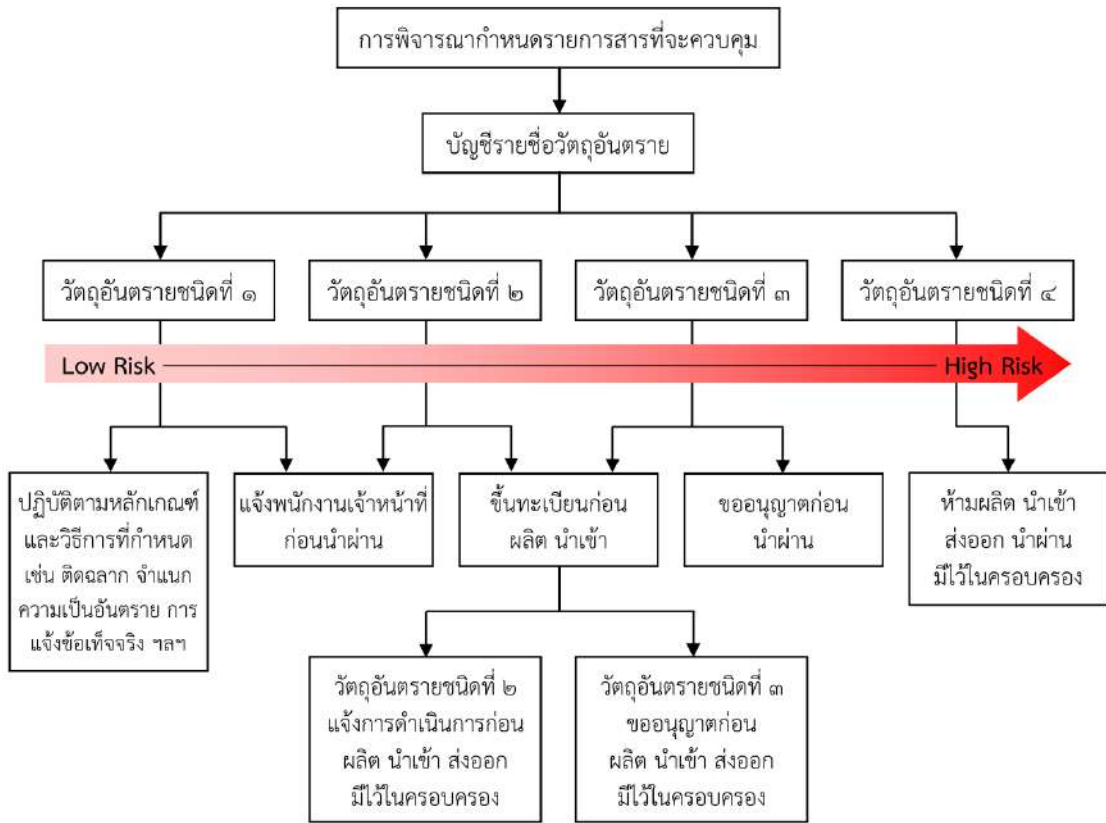 การพิจารณากำหนดรายการสารที่จะควบคุม
บัญชีรายชื่อวัตถุอันตราย
วัตถุอันตรายชนิดที่ ๑
วัตถุอันตรายชนิดที่ ๒
วัตถุอันตรายชนิดที่ ๓
วัตถุอันตรายชนิดที่ ๔
Low Risk
High Risk
ปฏิบัติตามหลักเกณฑ์
และวิธีการที่กำหนด
เช่น ติดฉลาก จำแนก
ความเป็นอันตราย การ
แจ้งข้อเท็จจริง ฯลฯ
แจ้งพนักงานเจ้าหน้าที่
ก่อนนำผ่าน
ขึ้นทะเบียนก่อน
ผลิต นำเข้า
ขออนุญาตก่อน
นำผ่าน
ห้ามผลิต นำเข้า
ส่งออก นำผ่าน
มีไว้ในครอบครอง
วัตถุอันตรายชนิดที่ ๒
แจ้งการดำเนินการก่อน
ผลิต นำเข้า ส่งออก
มีไว้ในครอบครอง
วัตถุอันตรายชนิดที่ ๓
ขออนุญาตก่อน
ผลิต นำเข้า ส่งออก
มีไว้ในครอบครอง